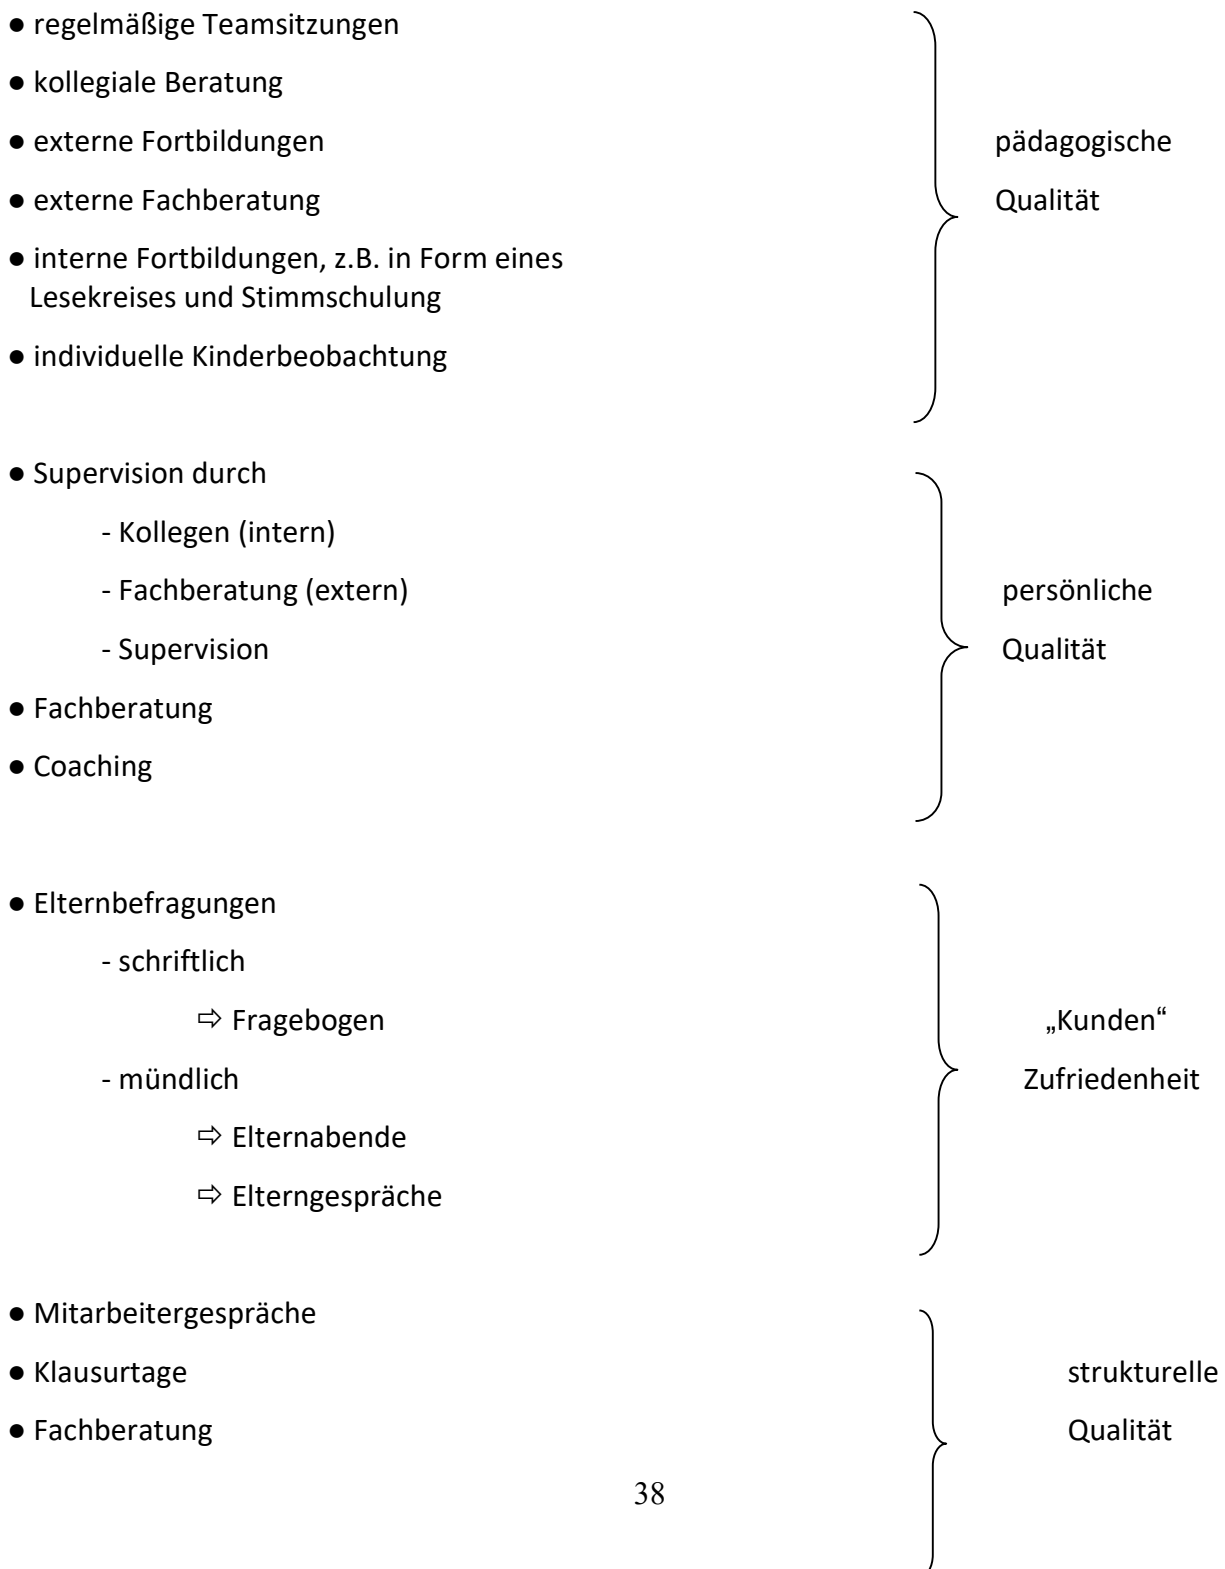 ● regelmäßige Teamsitzungen
● kollegiale Beratung
● externe Fortbildungen
pädagogische
● externe Fachberatung
Qualität
● interne Fortbildungen, z.B. in Form eines
Lesekreises und Stimmschulung
● individuelle Kinderbeobachtung
● Supervision durch
- Kollegen (intern)
- Fachberatung (extern)
persönliche
- Supervision
Qualität
● Fachberatung
● Coaching
● Elternbefragungen
- schriftlich
⇨ Fragebogen
„Kunden“
- mündlich
Zufriedenheit
⇨ Elternabende
⇨ Elterngespräche
● Mitarbeitergespräche
● Klausurtage
strukturelle
● Fachberatung
Qualität
38